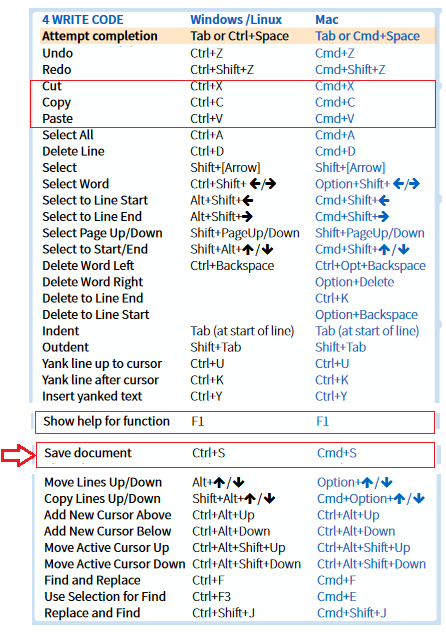 4 WRITE CODE Windows /Linux Mac
Attempt completion Tab or Ctrl+Space Tab or Cmd+Space
Undo Ctrl+Z Cmd+Z
Redo Ctrl+Shift+Z Cmd+Shift+Z
Cut Ctrl+X Cmd+X
Copy Ctrl+C Cmd+C
Paste Ctrl+V Cmd+V
Select All Ctrl+A Cmd+A
Delete Line Ctrl+D Cmd+D
Select Shift+[Arrow] Shift+[Arrow]
Select Word Ctrl+Shift+ ←/→ Option+Shift+ ←/→
Select to Line Start Alt+Shift+← Cmd+Shift+←
Select to Line End Alt+Shift+→ Cmd+Shift+→
Select Page Up/Down Shift+PageUp/Down Shift+PageUp/Down
Select to Start/End Shift+Alt+↑/↓ Cmd+Shift+↑/↓
Delete Word Left Ctrl+Backspace Ctrl+Opt+Backspace
Delete Word Right Option+Delete
Delete to Line End Ctrl+K
Delete to Line Start Option+Backspace
Indent Tab (at start of line) Tab (at start of line)
Outdent Shift+Tab Shift+Tab
Yank line up to cursor Ctrl+U Ctrl+U
Yank line after cursor Ctrl+K Ctrl+K
Insert yanked text Ctrl+Y Ctrl+Y
Show help for function F1 F1
Save document Ctrl+S Cmd+S
Move Lines Up/Down Alt+↑/↓ Option+↑/↓
Copy Lines Up/Down Shift+Alt+↑/↓ Cmd+Option+↑/↓
Add New Cursor Above Ctrl+Alt+Up Ctrl+Alt+Up
Add New Cursor Below Ctrl+Alt+Down Ctrl+Alt+Down
Move Active Cursor Up Ctrl+Alt+Shift+Up Ctrl+Alt+Shift+Up
Move Active Cursor Down Ctrl+Alt+Shift+Down Ctrl+Alt+Shift+Down
Find and Replace Ctrl+F Cmd+F
Use Selection for Find Ctrl+F3 Cmd+E
Replace and Find Ctrl+Shift+J Cmd+Shift+J